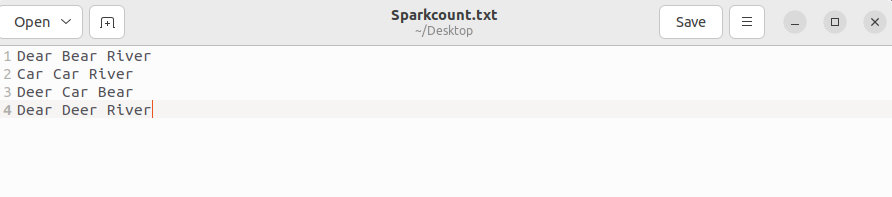 Open
Sparkcount.txt
~/Desktop
Save
1 Dear Bear River
2 Car Car River
3 Deer Car Bear
4 Dear Deer River